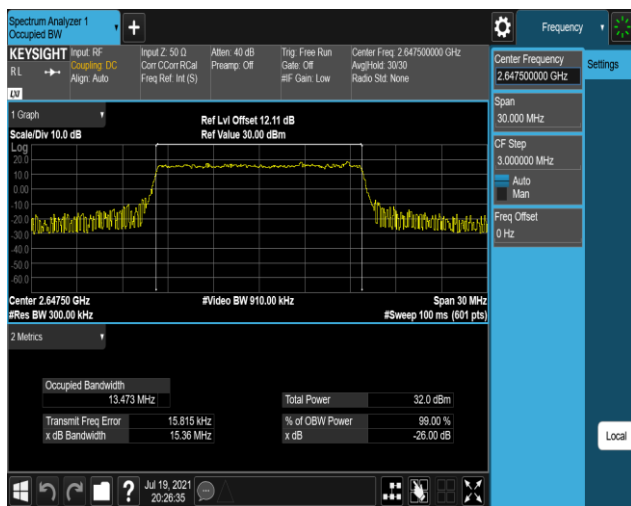 Spectrum Analyzer 1
Occupied BW
+
Frequency
KEYSIGHT
RL
LXI
Input: RF
Coupling: DC
Align: Auto
Input Z: 50 Ω
Corr CCorr RCal
Freq Ref: Int (S)
Atten: 40 dB
Preamp: Off
Trig: Free Run
Gate: Off
#IF Gain: Low
Center Freq: 2.647500000 GHz
Avg|Hold: 30/30
Radio Std: None
Center Frequency
2.647500000 GHz
Settings
Span
30.000 MHz
CF Step
3.000000 MHz
Auto
Man
Freq Offset
0 Hz
1 Graph
Scale/Div 10.0 dB
Ref Lvl Offset 12.11 dB
Ref Value 30.00 dBm
Log
20.0
10.0
0.00
-10.0
-20.0
-30.0
-40.0
-50.0
-60.0
Center 2.64750 GHz
#Res BW 300.00 kHz
#Video BW 910.00 kHz
Span 30 MHz
#Sweep 100 ms (601 pts)
2 Metrics
Occupied Bandwidth
13.473 MHz
Total Power 32.0 dBm
Transmit Freq Error 15.815 kHz
% of OBW Power 99.00 %
x dB Bandwidth 15.36 MHz
x dB -26.00 dB
Local
?
Jul 19, 2021
20:26:35